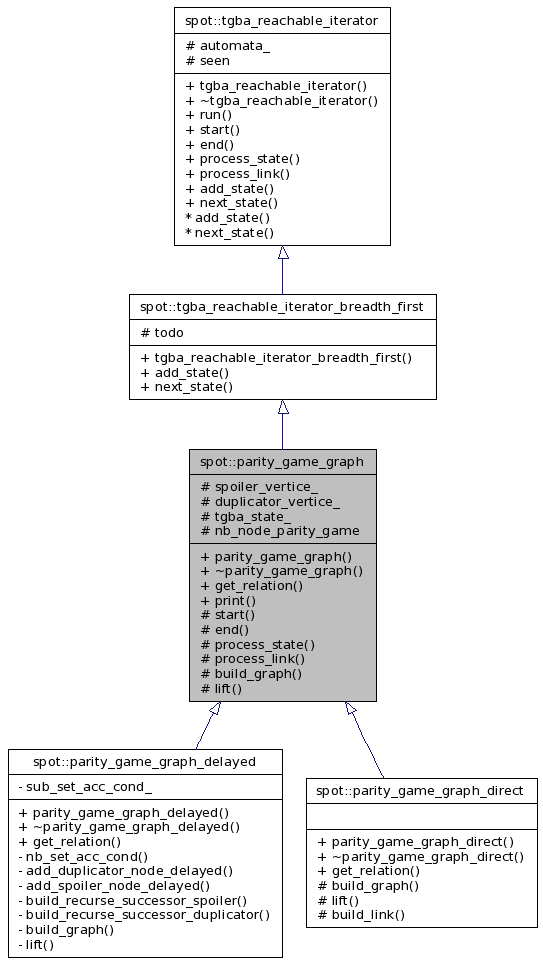 spot::tgba_reachable_iterator
# automata_
# seen
+ tgba_reachable_iterator()
+ ~tgba_reachable_iterator()
+ run()
+ start()
+ end()
+ process_state()
+ process_link()
+ add_state()
+ next_state()
* add_state()
* next_state()
spot::tgba_reachable_iterator_breadth_first
# todo
+ tgba_reachable_iterator_breadth_first()
+ add_state()
+ next_state()
spot::parity_game_graph
# spoiler_vertice_
# duplicator_vertice_
# tgba_state_
# nb_node_parity_game
+ parity_game_graph()
+ ~parity_game_graph()
+ get_relation()
+ print()
# start()
# end()
# process_state()
# process_link()
# build_graph()
# lift()
spot::parity_game_graph_delayed
- sub_set_acc_cond_
+ parity_game_graph_delayed()
+ ~parity_game_graph_delayed()
+ get_relation()
- nb_set_acc_cond()
- add_duplicator_node_delayed()
- add_spoiler_node_delayed()
- build_recurse_successor_spoiler()
- build_recurse_successor_duplicator()
- build_graph()
- lift()
spot::parity_game_graph_direct
+ parity_game_graph_direct()
+ ~parity_game_graph_direct()
+ get_relation()
# build_graph()
# lift()
# build_link()